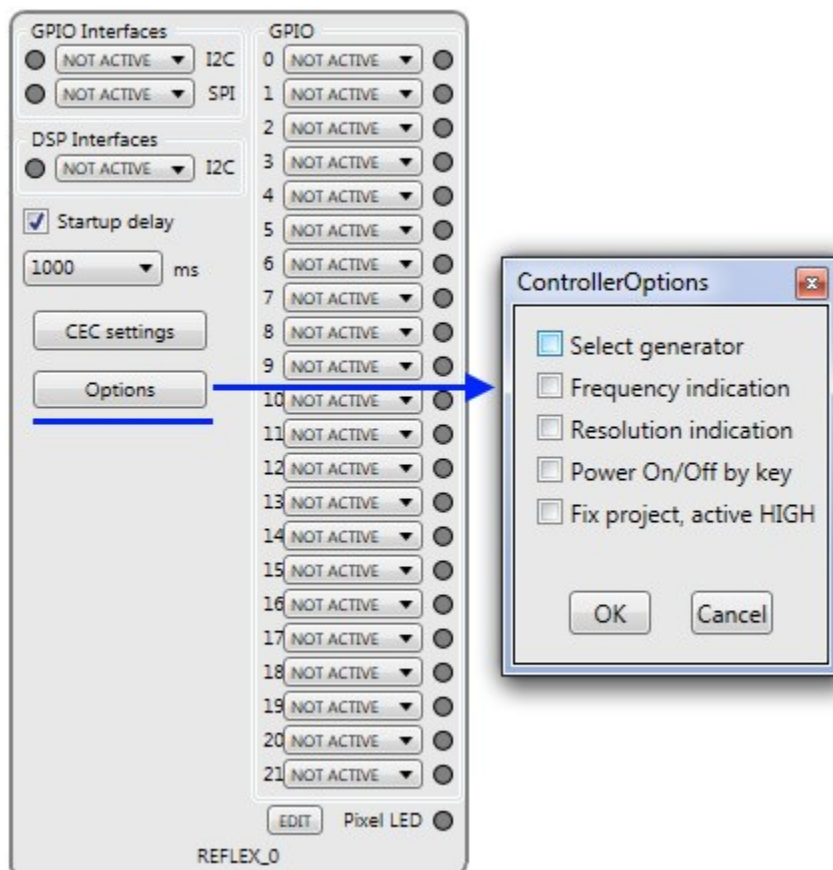 GPIO Interfaces
NOT ACTIVE I2C
NOT ACTIVE SPI
DSP Interfaces
NOT ACTIVE I2C
Startup delay
1000 ms
CEC settings
Options
GPIO
0 NOT ACTIVE
1 NOT ACTIVE
2 NOT ACTIVE
3 NOT ACTIVE
4 NOT ACTIVE
5 NOT ACTIVE
6 NOT ACTIVE
7 NOT ACTIVE
8 NOT ACTIVE
9 NOT ACTIVE
10 NOT ACTIVE
11 NOT ACTIVE
12 NOT ACTIVE
13 NOT ACTIVE
14 NOT ACTIVE
15 NOT ACTIVE
16 NOT ACTIVE
17 NOT ACTIVE
18 NOT ACTIVE
19 NOT ACTIVE
20 NOT ACTIVE
21 NOT ACTIVE
EDIT Pixel LED
REFLEX_0
ControllerOptions
Select generator
Frequency indication
Resolution indication
Power On/Off by key
Fix project, active HIGH
OK Cancel